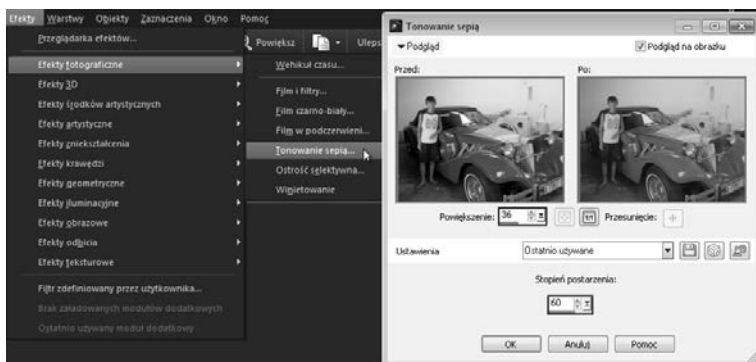 Efekty Warstwy Obiekty Zaznaczenia Okno Pomoc
Przeglądarka efektów...
Efekty fotograficzne
Efekty 3D
Efekty środków artystycznych
Efekty artystyczne
Efekty zniekształcenia
Efekty krawędzi
Efekty geometryczne
Efekty iluminacyjne
Efekty obrazowe
Efekty odbicia
Efekty teksturowe
Filtr zdefiniowany przez użytkownika...
Brak załadowanych modułów dodatkowych
Ostatnio używany moduł dodatkowy
Powiększ Uleps
Wehikuł czasu...
Film i filtry...
Film czarno-biały...
Film w podczerwieni...
Tonowanie sepią...
Ostrość selektywna...
Winietowanie
Tonowanie sepią
Podgląd Podgląd na obrazku
Przed: Po:
Powiększenie: 36 1:1 Przesunięcie:
Ustawienia Ostatnio używane
Stopień postarzenia:
60
OK Anuluj Pomoc